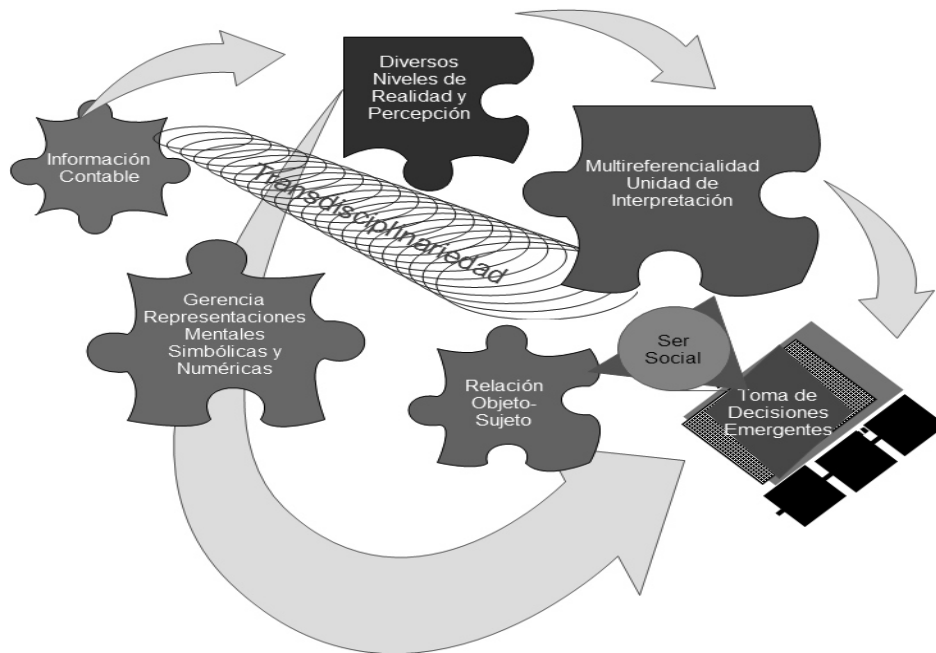 Diversos
Niveles de
Realidad y
Percepción
Información
Contable
Multireferencialidad
Unidad de
Interpretación
Transdisciplinariedad
Gerencia
Representaciones
Mentales
Simbólicas y
Numéricas
Ser
Social
Relación
Objeto-
Sujeto
Toma de
Decisiones
Emergentes